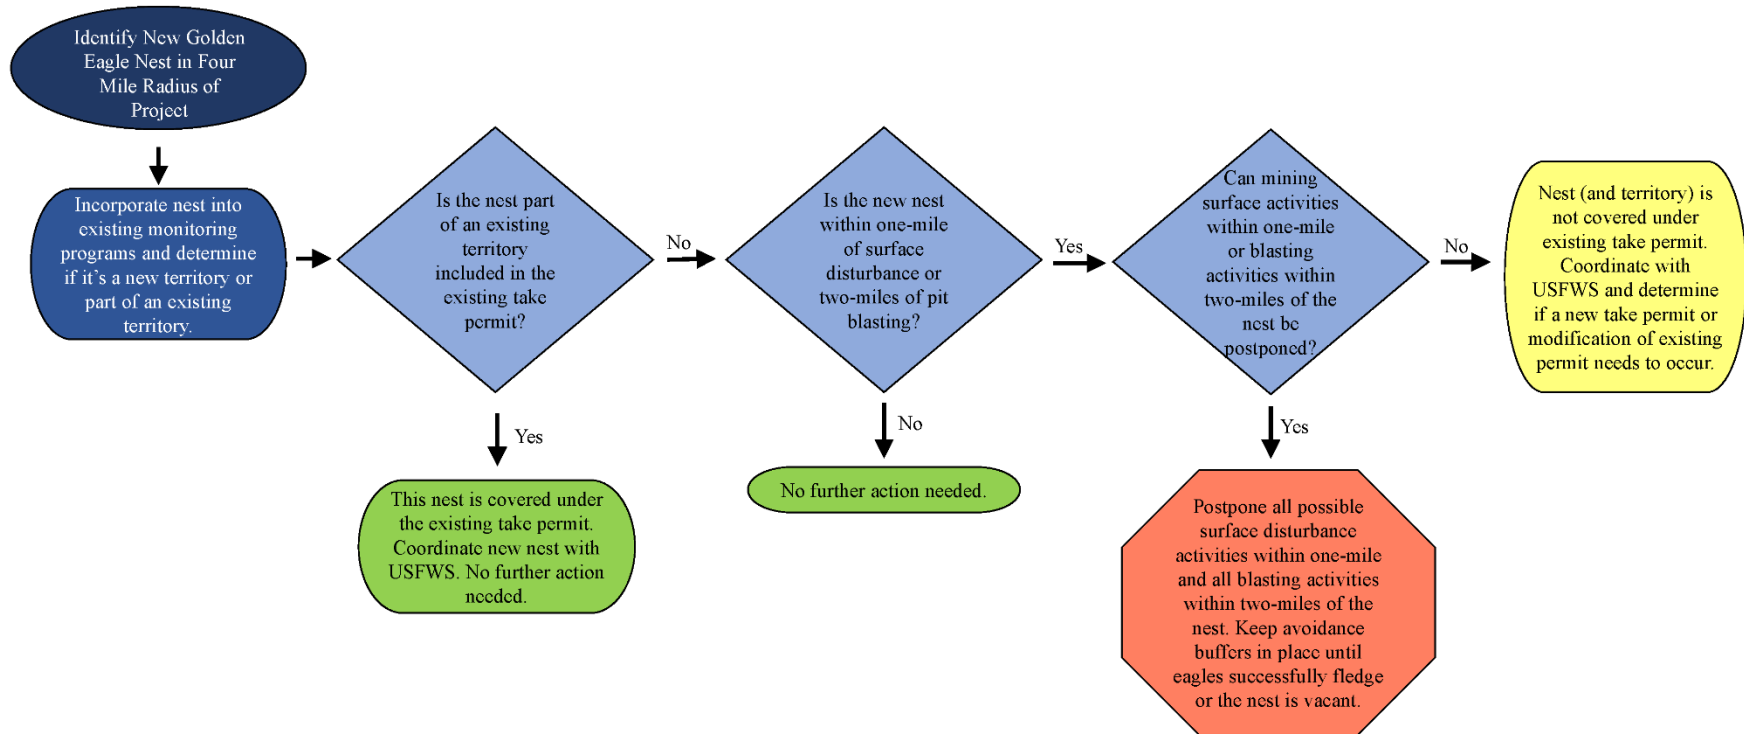 Identify New Golden
Eagle Nest in Four
Mile Radius of
Project
Incorporate nest into
existing monitoring
programs and determine
if it's a new territory or
part of an existing
territory.
Is the nest part
of an existing
territory
included in the
existing take
permit?
No
Yes
This nest is covered under
the existing take permit.
Coordinate new nest with
USFWS. No further action
needed.
Is the new nest
within one-mile
of surface
disturbance or
two-miles of pit
blasting?
Yes
No
No further action needed.
Can mining
surface activities
within one-mile
or blasting
activities within
two-miles of the
nest be
postponed?
No
Yes
Postpone all possible
surface disturbance
activities within one-mile
and all blasting activities
within two-miles of the
nest. Keep avoidance
buffers in place until
eagles successfully fledge
or the nest is vacant.
Nest (and territory) is
not covered under
existing take permit.
Coordinate with
USFWS and determine
if a new take permit or
modification of existing
permit needs to occur.